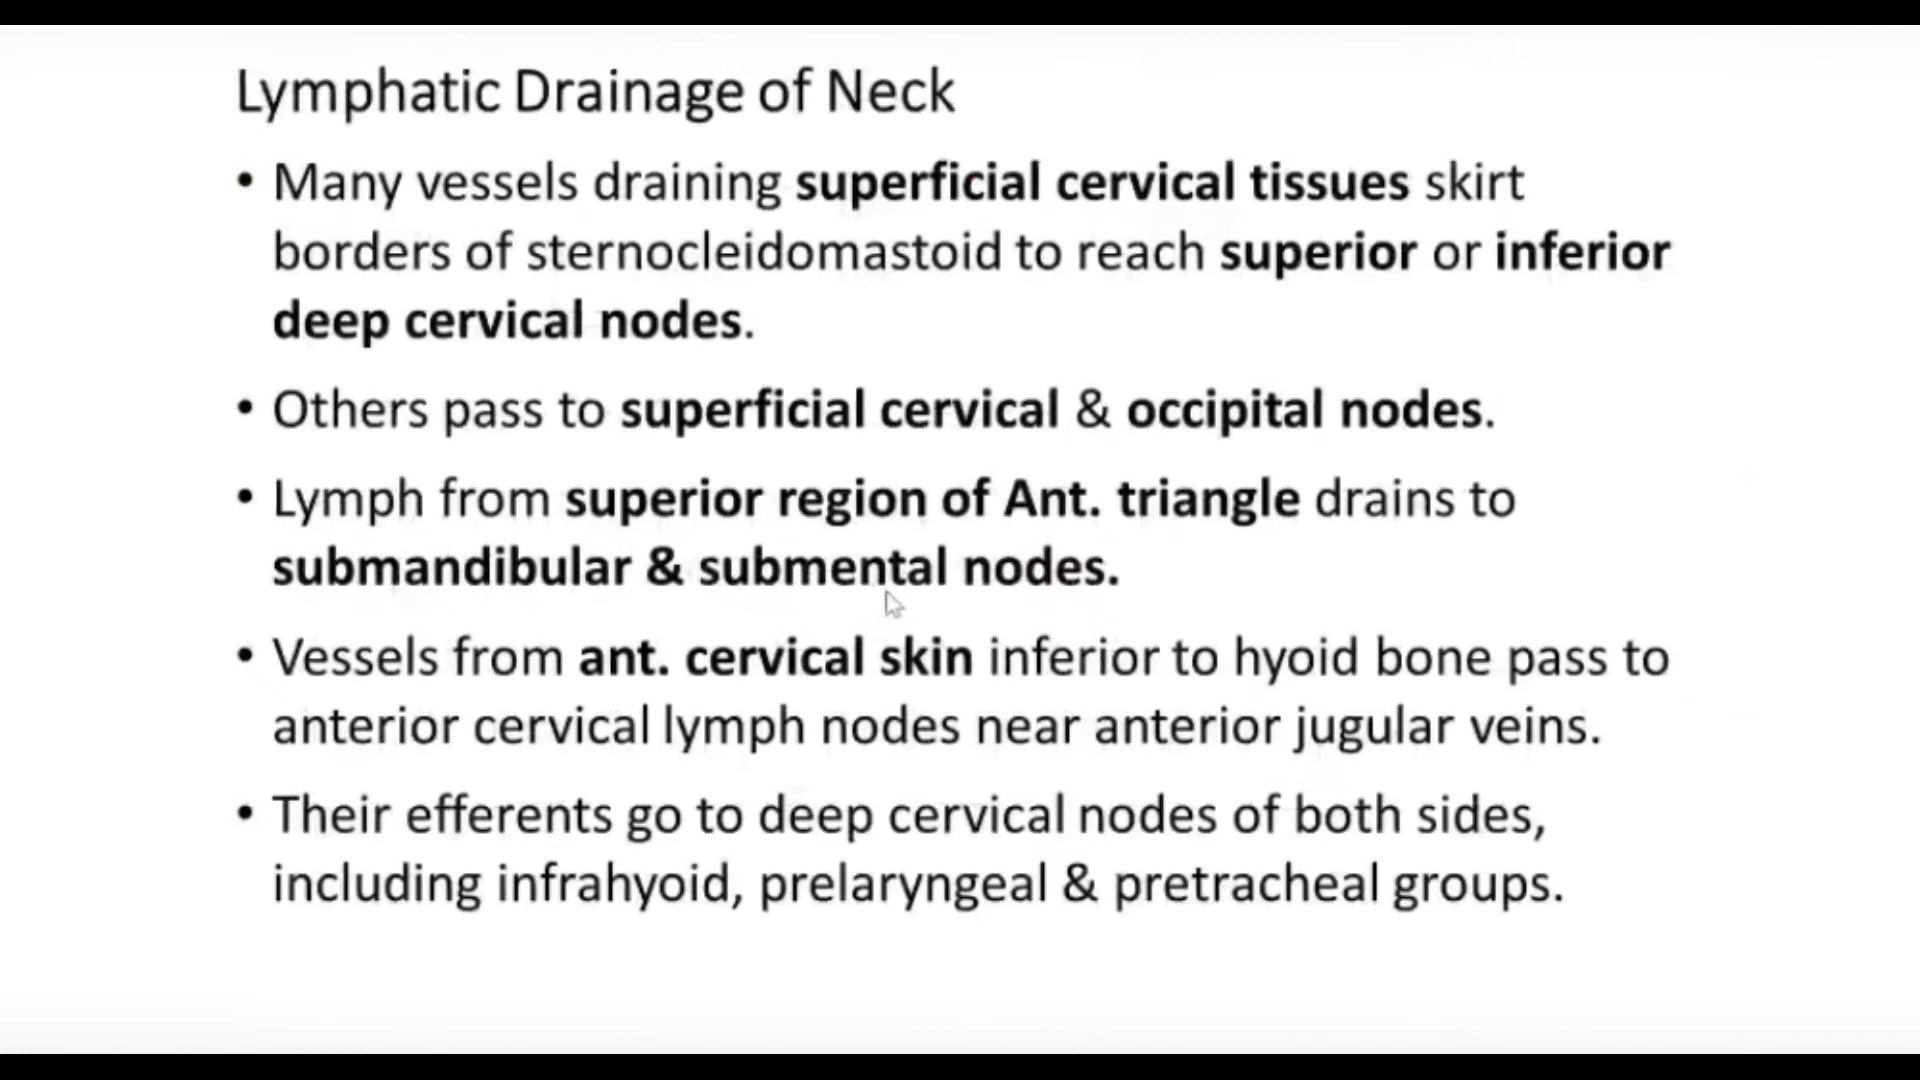 Lymphatic Drainage of Neck
• Many vessels draining superficial cervical tissues skirt
borders of sternocleidomastoid to reach superior or inferior
deep cervical nodes.
• Others pass to superficial cervical & occipital nodes.
• Lymph from superior region of Ant. triangle drains to
submandibular & submental nodes.
• Vessels from ant. cervical skin inferior to hyoid bone pass to
anterior cervical lymph nodes near anterior jugular veins.
• Their efferents go to deep cervical nodes of both sides,
including infrahyoid, prelaryngeal & pretracheal groups.